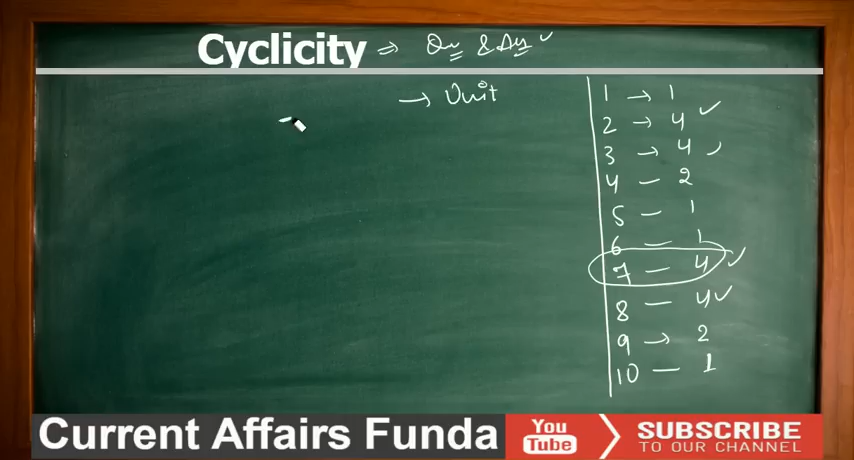 Cyclicity ⇒ Qu & Ay
→ Unit
1 → 1
2 → 4 ✓
3 → 4 ✓
4 — 2
5 — 1
6 — 1
7 — 4 ✓
8 — 4 ✓
9 → 2
10 — 1
Current Affairs Funda
You Tube
SUBSCRIBE
TO OUR CHANNEL